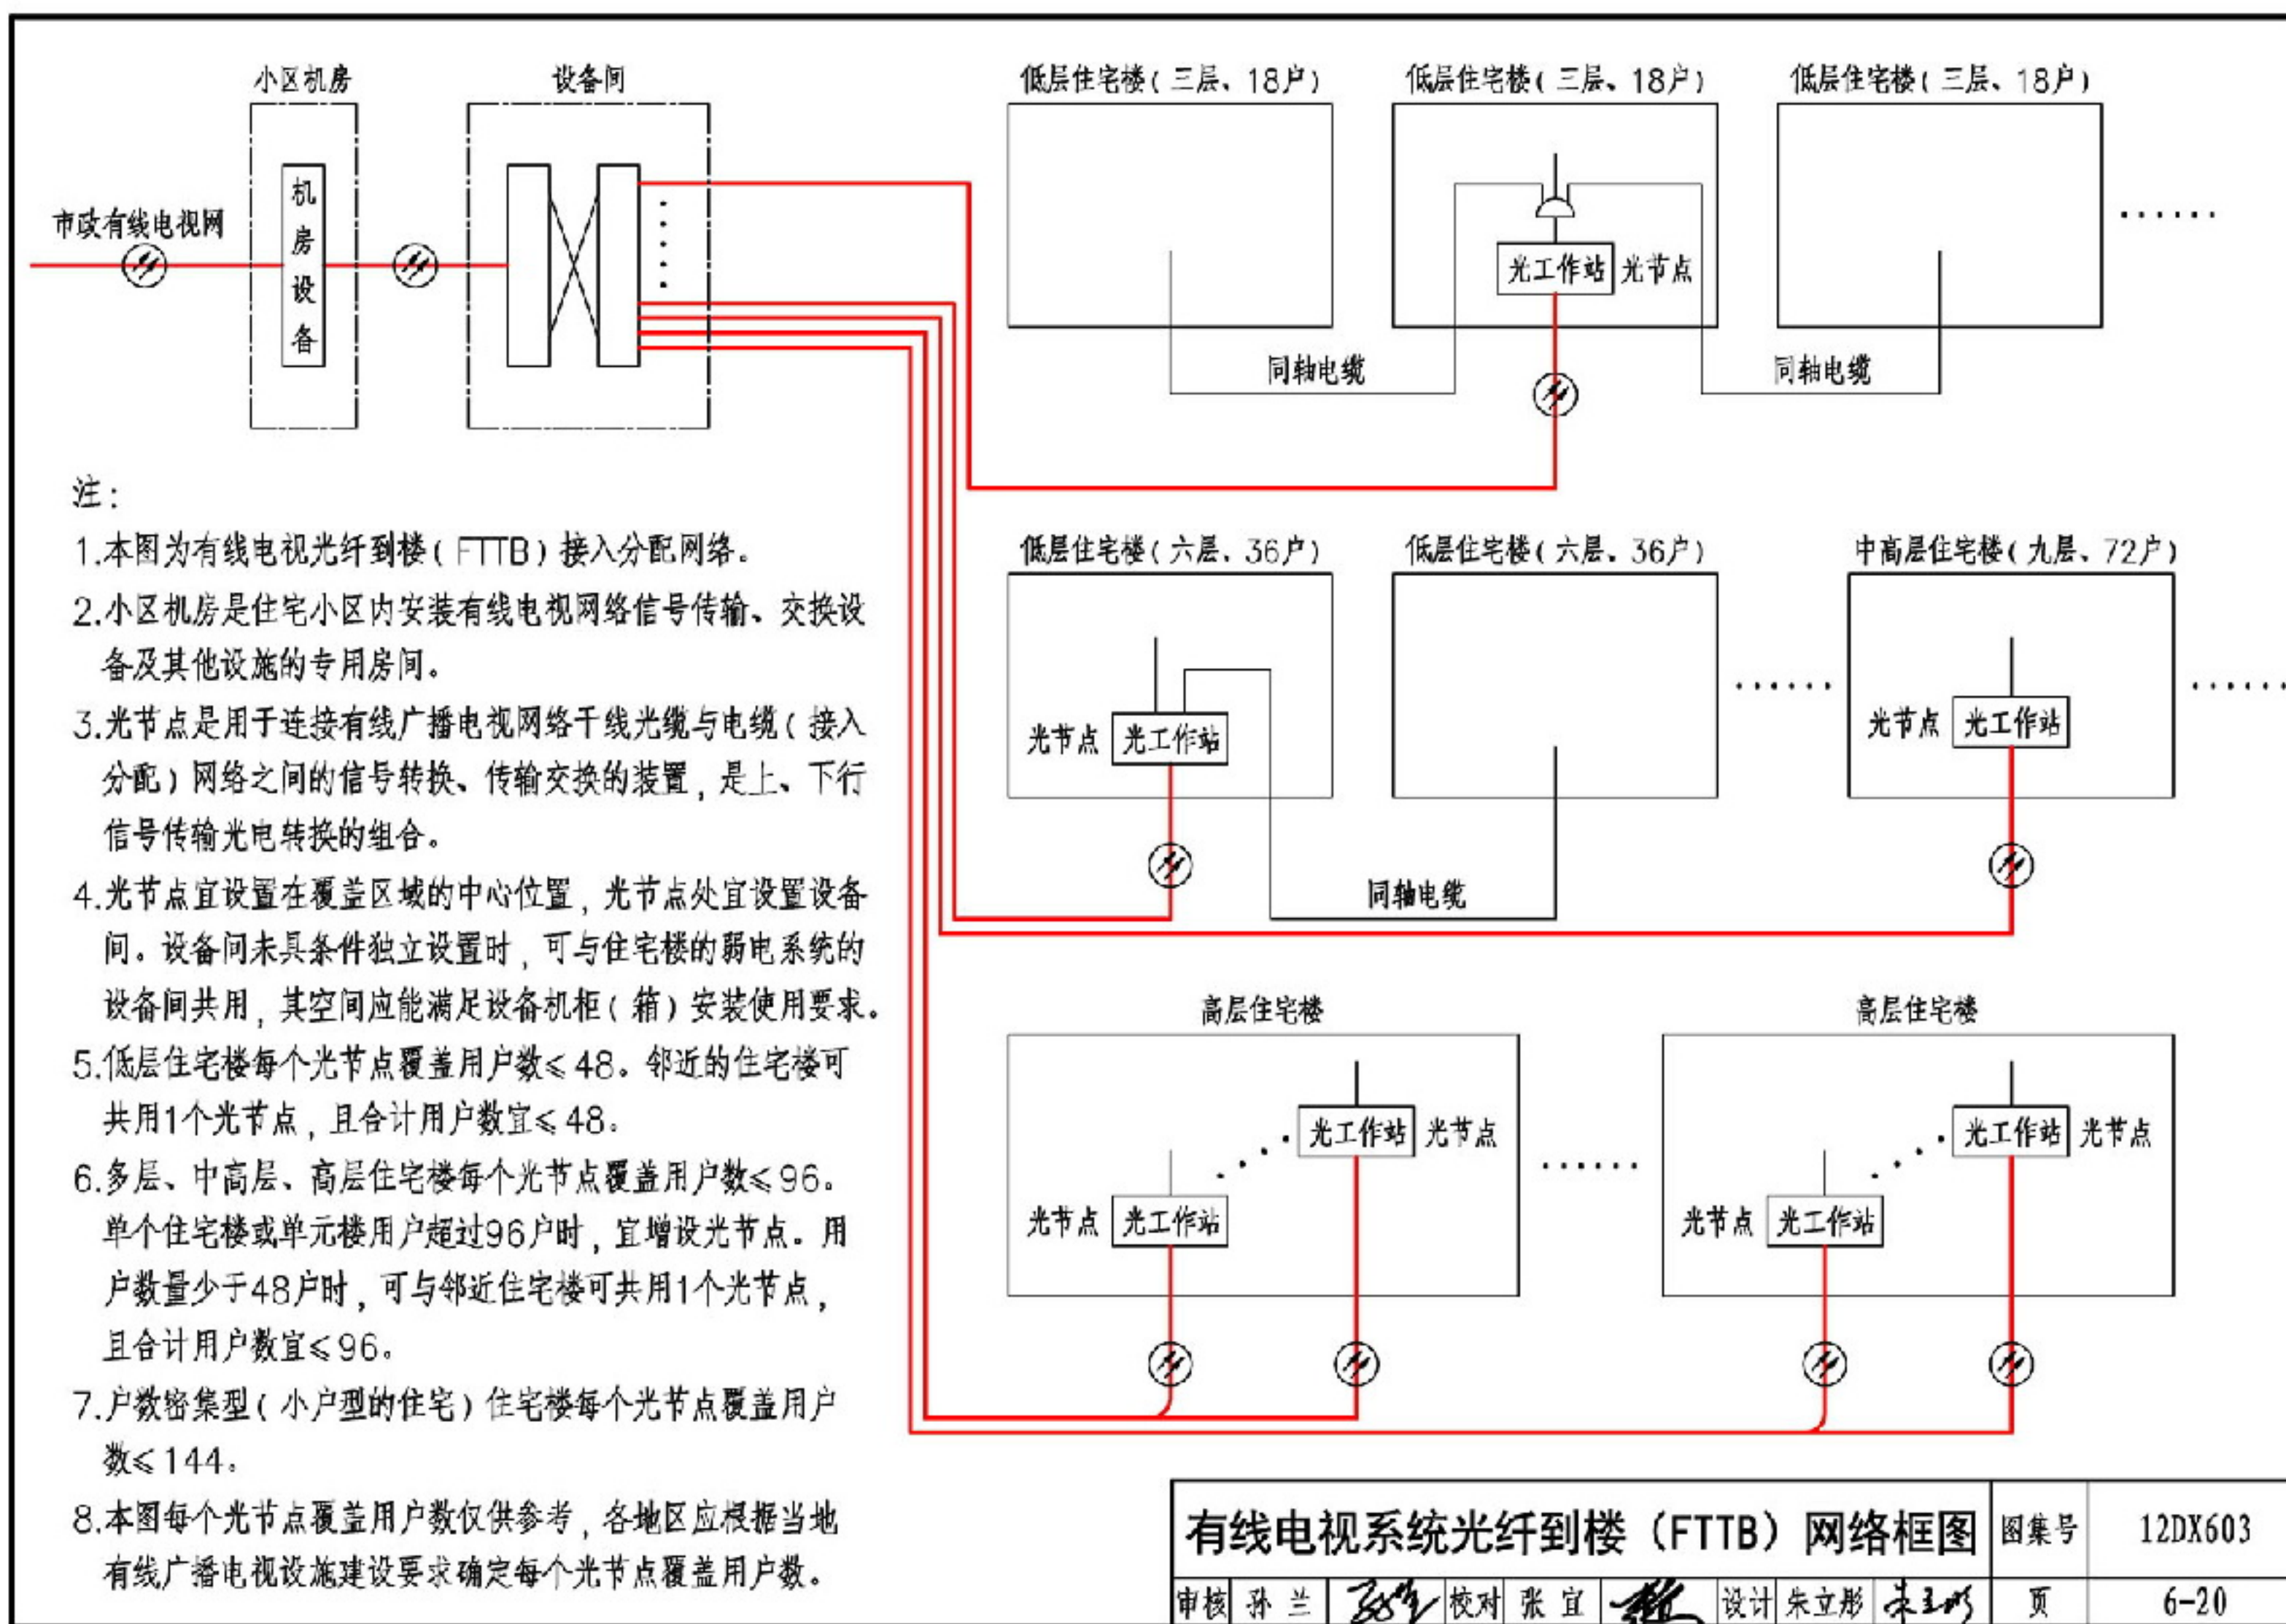 小区机房
设备间
低层住宅楼(三层、18户)
低层住宅楼(三层、18户)
低层住宅楼(三层、18户)
市政有线电视网
机房设备
······
光工作站 光节点
同轴电缆
同轴电缆
注:
1.本图为有线电视光纤到楼(FTTB)接入分配网络。
2.小区机房是住宅小区内安装有线电视网络信号传输、交换设
备及其他设施的专用房间。
3.光节点是用于连接有线广播电视网络干线光缆与电缆(接入
分配)网络之间的信号转换、传输交换的装置,是上、下行
信号传输光电转换的组合。
4.光节点宜设置在覆盖区域的中心位置,光节点处宜设置设备
间。设备间未具条件独立设置时,可与住宅楼的弱电系统的
设备间共用,其空间应能满足设备机柜(箱)安装使用要求。
5.低层住宅楼每个光节点覆盖用户数≤48。邻近的住宅楼可
共用1个光节点,且合计用户数宜≤48。
6.多层、中高层、高层住宅楼每个光节点覆盖用户数≤96。
单个住宅楼或单元楼用户超过96户时,宜增设光节点。用
户数量少于48户时,可与邻近住宅楼可共用1个光节点,
且合计用户数宜≤96。
7.户数密集型(小户型的住宅)住宅楼每个光节点覆盖用户
数≤144。
8.本图每个光节点覆盖用户数仅供参考,各地区应根据当地
有线广播电视设施建设要求确定每个光节点覆盖用户数。
低层住宅楼(六层、36户)
低层住宅楼(六层、36户)
中高层住宅楼(九层、72户)
光节点 光工作站
······
光节点 光工作站
······
同轴电缆
高层住宅楼
高层住宅楼
光工作站 光节点
光节点 光工作站
······
光工作站 光节点
光节点 光工作站
有线电视系统光纤到楼(FTTB)网络框图
图集号
12DX603
审核 孙兰 校对 张宜 设计 朱立彤 朱立彤
页
6-20